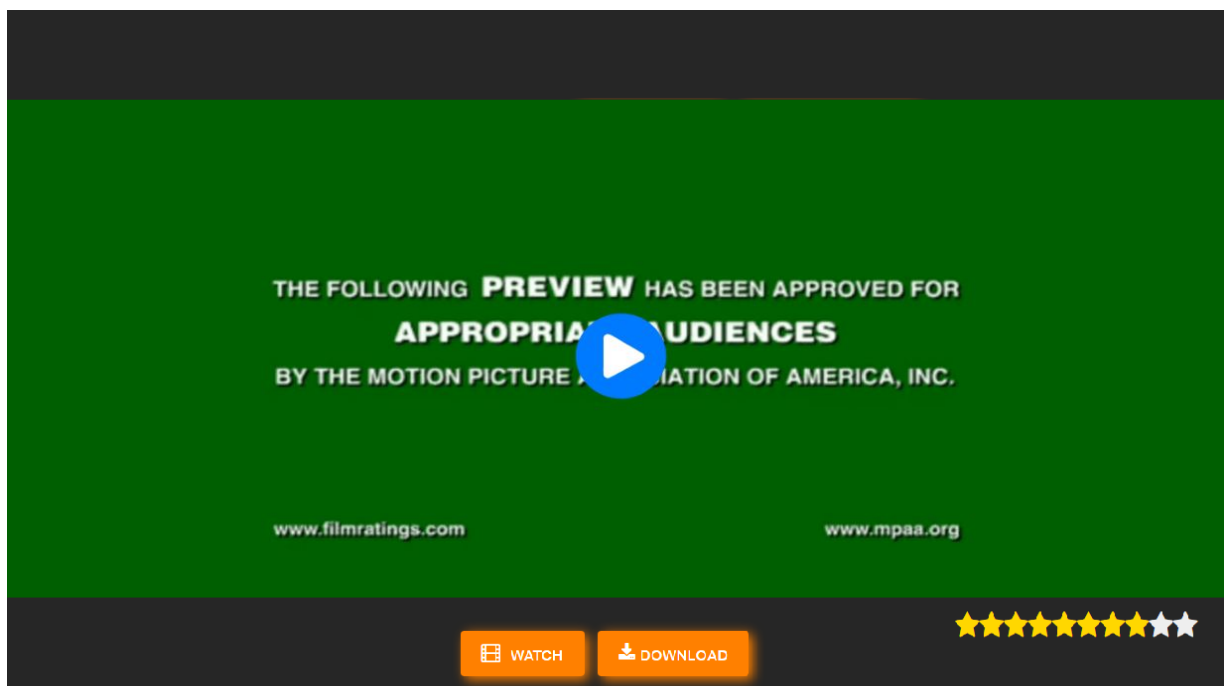 THE FOLLOWING PREVIEW HAS BEEN APPROVED FOR
AUDIENCES
BY THE MOTION PICTURE OF AMERICA, INC.
www.filmratings.com
www.mpaa.org
WATCH
DOWNLOAD